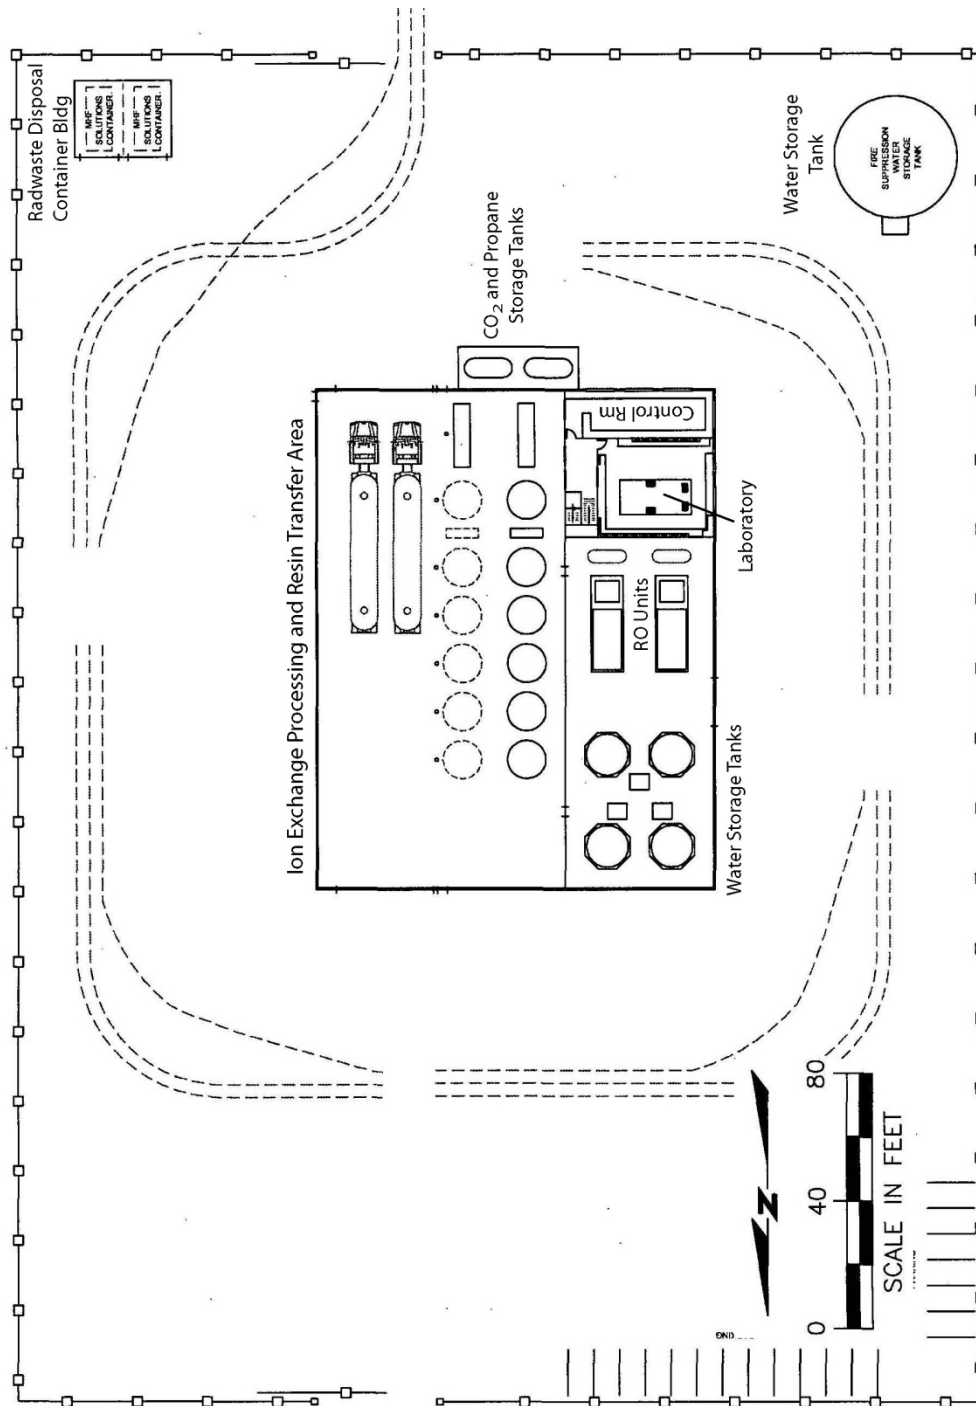 Radwaste Disposal
Container Bldg
MHF
SOLUTIONS
CONTAINER
MHF
SOLUTIONS
CONTAINER
Water Storage
Tank
FIRE
SUPPRESSION
WATER
STORAGE
TANK
CO₂ and Propane
Storage Tanks
Ion Exchange Processing and Resin Transfer Area
Control Rm
Laboratory
RO Units
Water Storage Tanks
N
0 40 80
SCALE IN FEET